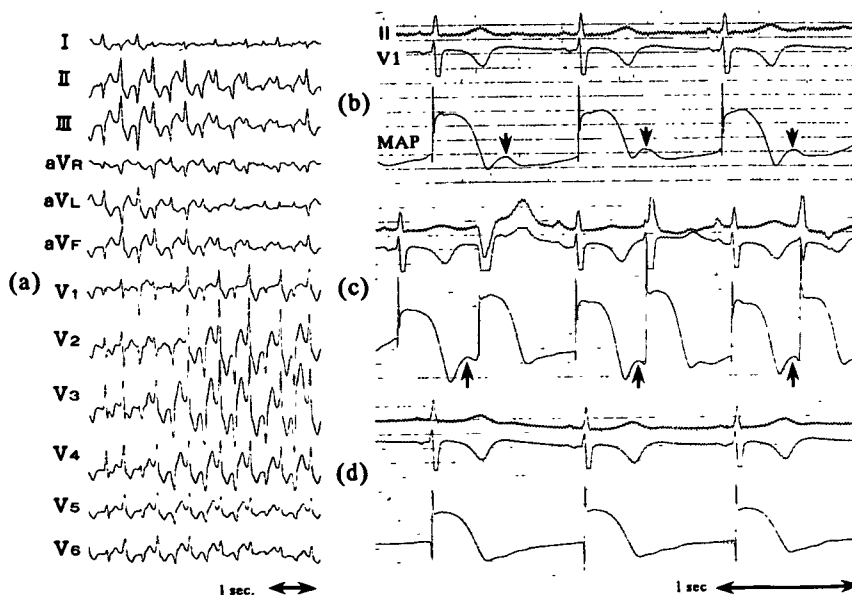 I
II
III
aVR
aVL
aVF
(a)
V1
V2
V3
V4
V5
V6
1 sec.
II
V1
(b)
MAP
(c)
(d)
1 sec